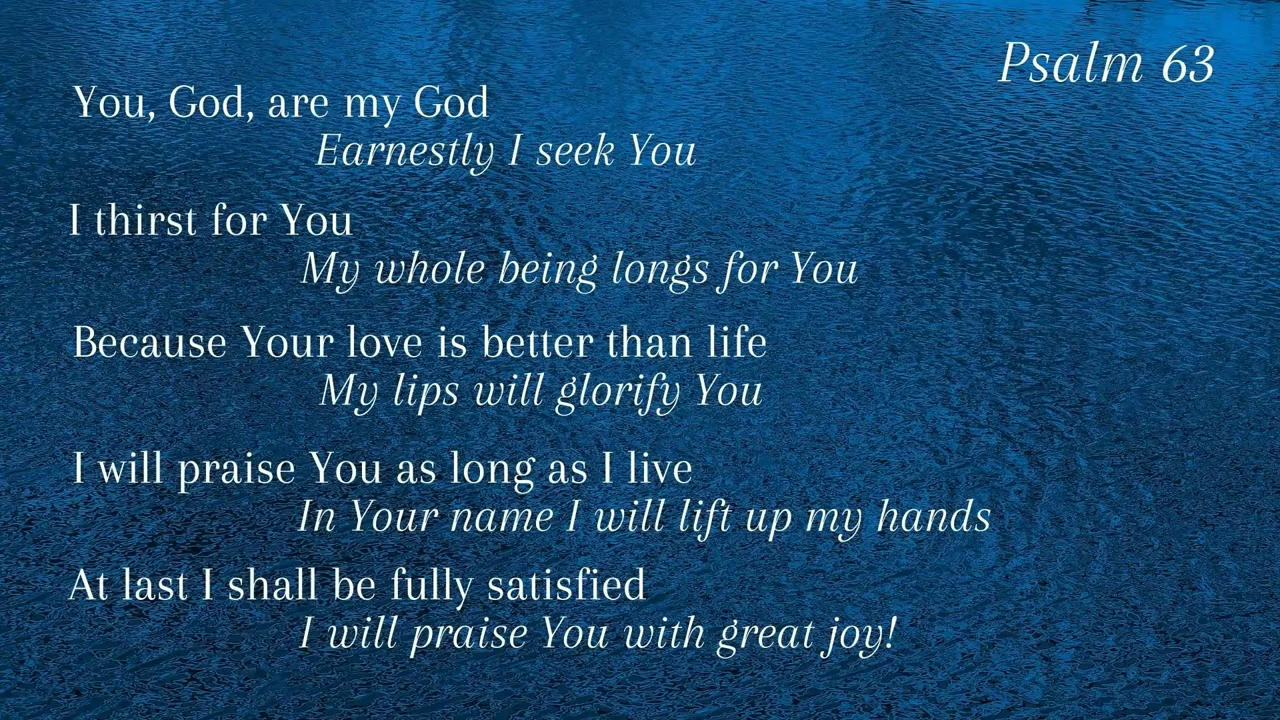 Psalm 63
You, God, are my God
Earnestly I seek You
I thirst for You
My whole being longs for You
Because Your love is better than life
My lips will glorify You
I will praise You as long as I live
In Your name I will lift up my hands
At last I shall be fully satisfied
I will praise You with great joy!